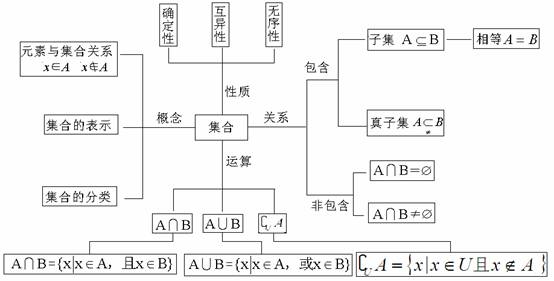 确定性
互异性
无序性
元素与集合关系
x∈A x∉A
子集 A⊆B
相等A=B
性质
包含
集合的表示
概念
集合
关系
真子集 A⊊B
运算
集合的分类
A∩B=∅
非包含
A∩B≠∅
A∩B
A∪B
∁UA
A∩B={x|x∈A,且x∈B}
A∪B={x|x∈A,或x∈B}
∁UA={x|x∈U且x∉A}